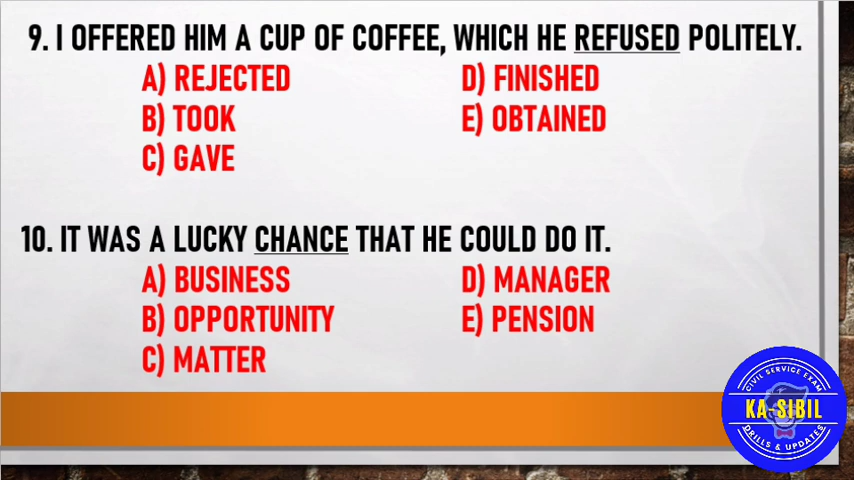 9. I OFFERED HIM A CUP OF COFFEE, WHICH HE REFUSED POLITELY.
A) REJECTED
B) TOOK
C) GAVE
D) FINISHED
E) OBTAINED
10. IT WAS A LUCKY CHANCE THAT HE COULD DO IT.
A) BUSINESS
B) OPPORTUNITY
C) MATTER
D) MANAGER
E) PENSION
CIVIL SERVICE EXAM
KA-SIBIL
DRILLS & UPDATES